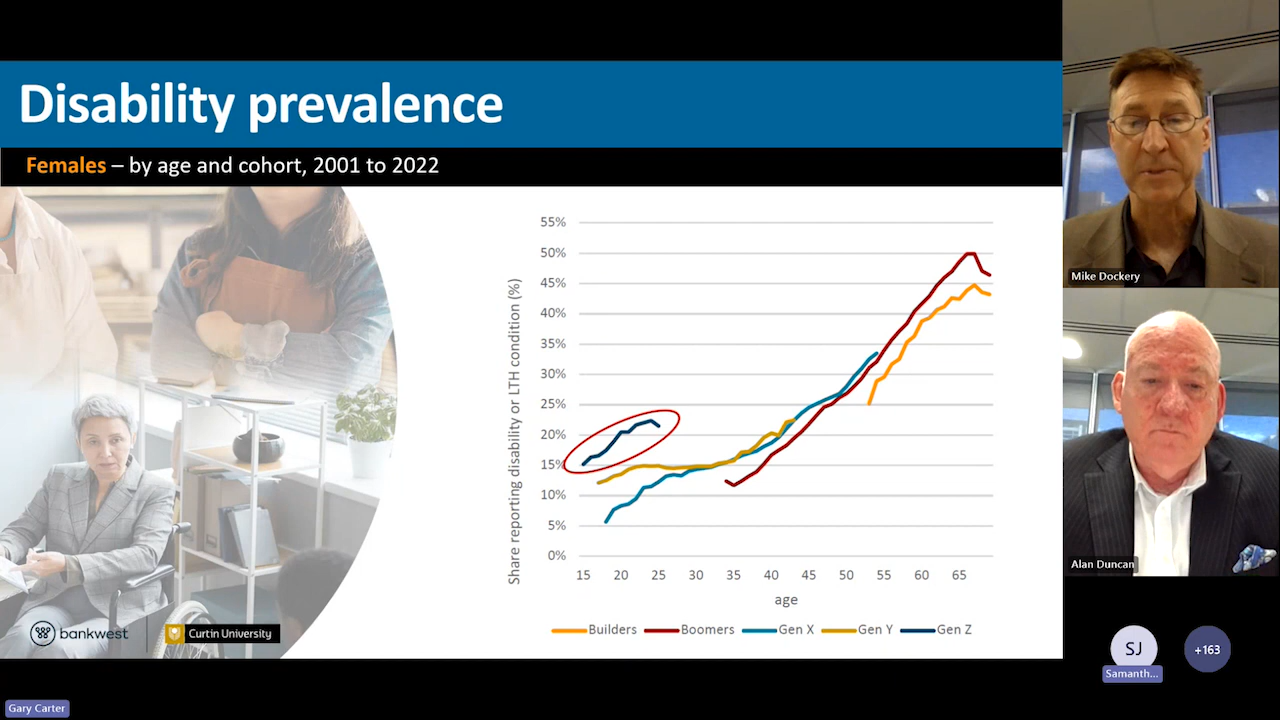 Disability prevalence
Females – by age and cohort, 2001 to 2022
Share reporting disability or LTH condition (%)
55%
50%
45%
40%
35%
30%
25%
20%
15%
10%
5%
0%
15 20 25 30 35 40 45 50 55 60 65
age
Builders Boomers Gen X Gen Y Gen Z
bankwest
Curtin University
Mike Dockery
Alan Duncan
SJ
Samanth...
+163
Gary Carter